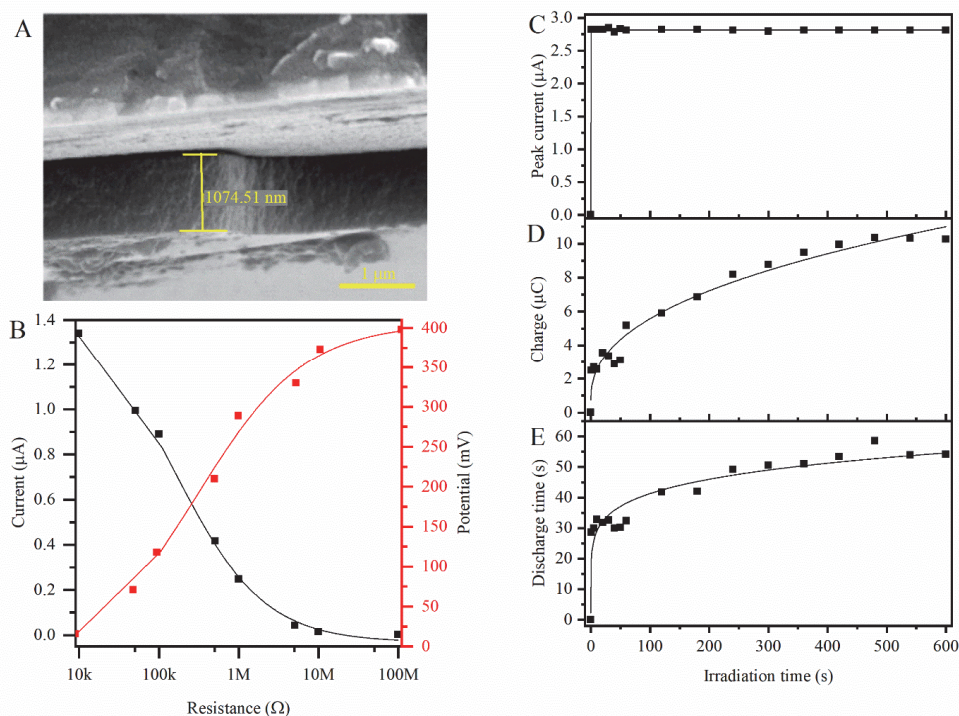 A
1074.51 nm
1 μm
B
1.4
1.2
1.0
0.8
0.6
0.4
0.2
0.0
Current (μA)
400
350
300
250
200
150
100
50
0
Potential (mV)
10k 100k 1M 10M 100M
Resistance (Ω)
C
3.0
2.5
2.0
1.5
1.0
0.5
0.0
Peak current (μA)
D
10
8
6
4
2
0
Charge (μC)
E
60
50
40
30
20
10
0
Discharge time (s)
0 100 200 300 400 500 600
Irradiation time (s)